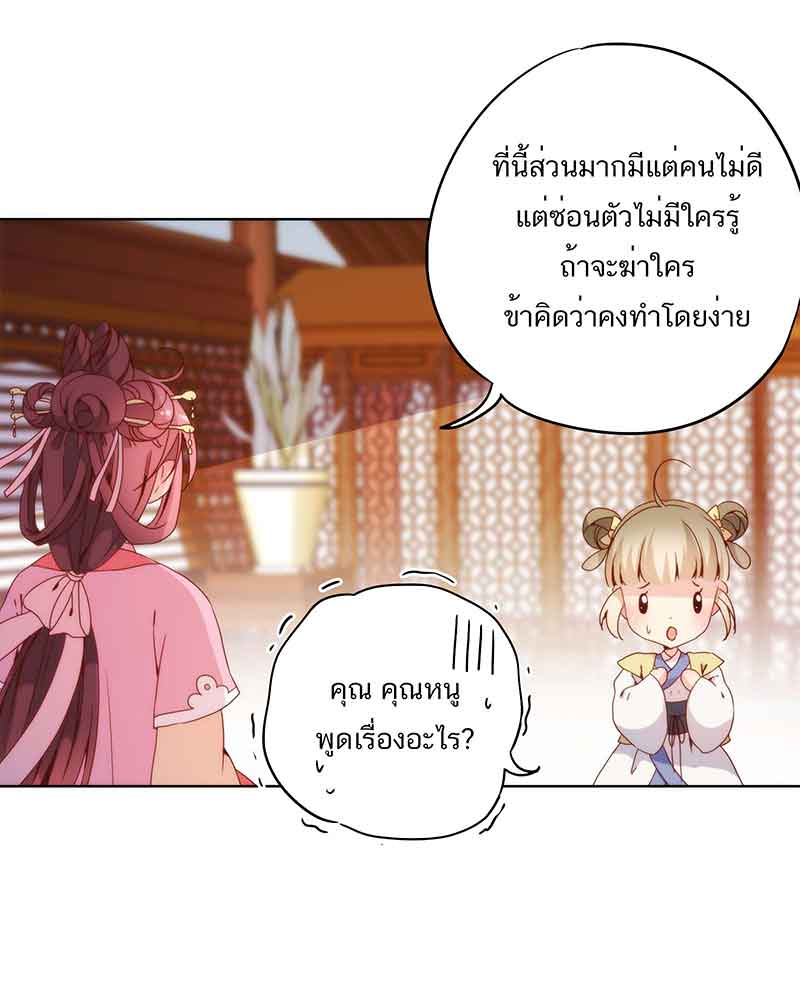 ที่นี้ส่วนมากมีแต่คนไม่ดี
แต่ซ่อนตัวไม่มีใครรู้
ถ้าจะฆ่าใคร
ข้าคิดว่าคงทำโดยง่าย
คุณ คุณหนู
พูดเรื่องอะไร?